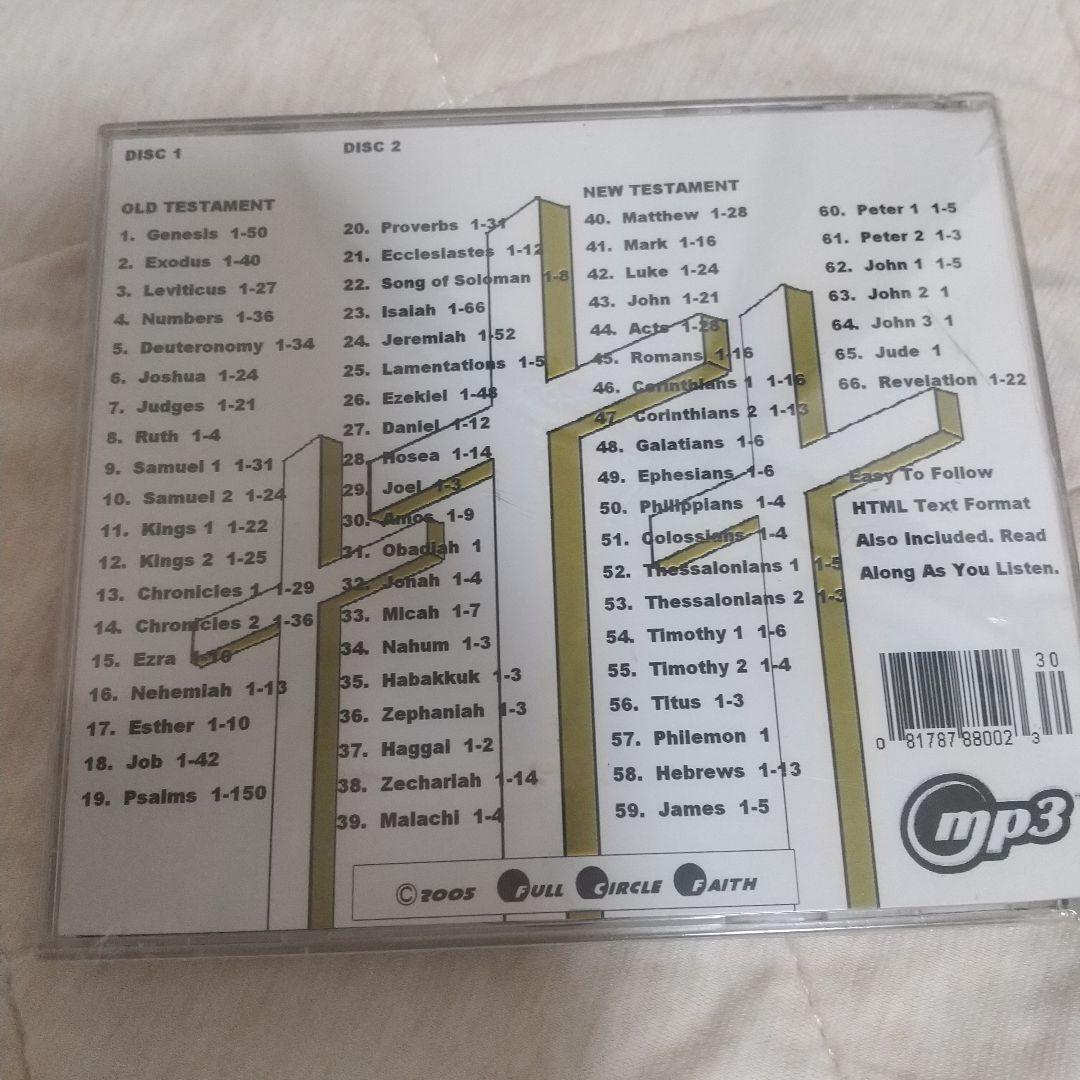 DISC 1
OLD TESTAMENT
1. Genesis 1-50
2. Exodus 1-40
3. Leviticus 1-27
4. Numbers 1-36
5. Deuteronomy 1-34
6. Joshua 1-24
7. Judges 1-21
8. Ruth 1-4
9. Samuel 1 1-31
10. Samuel 2 1-24
11. Kings 1 1-22
12. Kings 2 1-25
13. Chronicles 1 1-29
14. Chronicles 2 1-36
15. Ezra 1-10
16. Nehemiah 1-13
17. Esther 1-10
18. Job 1-42
19. Psalms 1-150
DISC 2
20. Proverbs 1-31
21. Ecclesiastes 1-12
22. Song of Soloman 1-8
23. Isaiah 1-66
24. Jeremiah 1-52
25. Lamentations 1-5
26. Ezekiel 1-48
27. Daniel 1-12
28. Hosea 1-14
29. Joel 1-3
30. Amos 1-9
31. Obadiah 1
32. Jonah 1-4
33. Micah 1-7
34. Nahum 1-3
35. Habakkuk 1-3
36. Zephaniah 1-3
37. Haggai 1-2
38. Zechariah 1-14
39. Malachi 1-4
NEW TESTAMENT
40. Matthew 1-28
41. Mark 1-16
42. Luke 1-24
43. John 1-21
44. Acts 1-28
45. Romans 1-16
46. Corinthians 1 1-16
47. Corinthians 2 1-13
48. Galatians 1-6
49. Ephesians 1-6
50. Philippians 1-4
51. Colossians 1-4
52. Thessalonians 1 1-5
53. Thessalonians 2 1-3
54. Timothy 1 1-6
55. Timothy 2 1-4
56. Titus 1-3
57. Philemon 1
58. Hebrews 1-13
59. James 1-5
60. Peter 1 1-5
61. Peter 2 1-3
62. John 1 1-5
63. John 2 1
64. John 3 1
65. Jude 1
66. Revelation 1-22
Easy To Follow
HTML Text Format
Also Included. Read
Along As You Listen.
30
0 81787 88002 3
mp3
© 2005 FULL CIRCLE FAITH